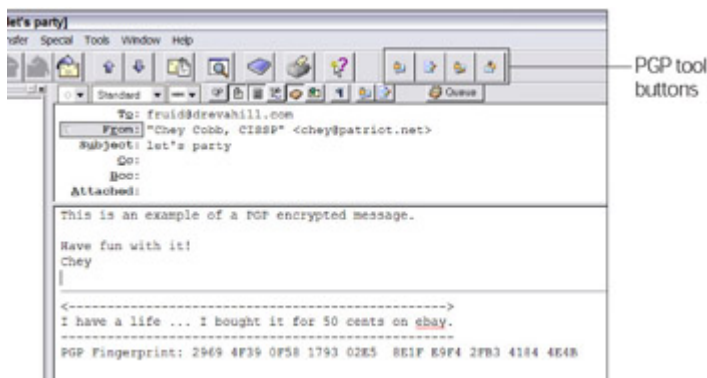 let's party]
nsfer Special Tools Window Help
PGP tool
buttons
Standard
Queue
To: fruid@drevahill.com
From: "Chey Cobb, CISSP" <chey@patriot.net>
Subject: let's party
Cc:
Bcc:
Attached:
This is an example of a PGP encrypted message.
Have fun with it!
Chey
<------------------------------------------------>
I have a life ... I bought it for 50 cents on ebay.
--------------------------------------------------
PGP Fingerprint: 2969 4F39 0F58 1793 02E5 8E1F E9F4 2FB3 4184 4E4B